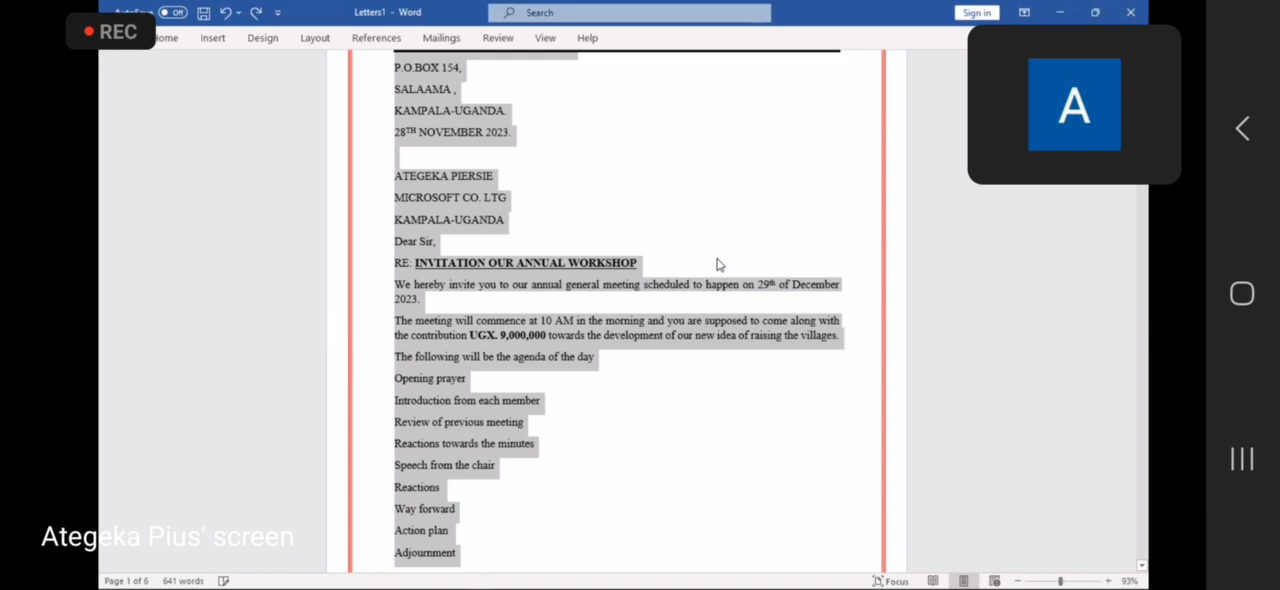 AutoSave Off
Letters1 - Word
Search
Sign in
REC
Home Insert Design Layout References Mailings Review View Help
A
P.O.BOX 154,
SALAAMA ,
KAMPALA-UGANDA.
28TH NOVEMBER 2023.
ATEGEKA PIERSIE
MICROSOFT CO. LTG
KAMPALA-UGANDA
Dear Sir,
RE: INVITATION OUR ANNUAL WORKSHOP
We hereby invite you to our annual general meeting scheduled to happen on 29th of December
2023.
The meeting will commence at 10 AM in the morning and you are supposed to come along with
the contribution UGX. 9,000,000 towards the development of our new idea of raising the villages.
The following will be the agenda of the day
Opening prayer
Introduction from each member
Review of previous meeting
Reactions towards the minutes
Speech from the chair
Reactions
Way forward
Action plan
Adjournment
Ategeka Pius' screen
Page 1 of 6 641 words
Focus
93%